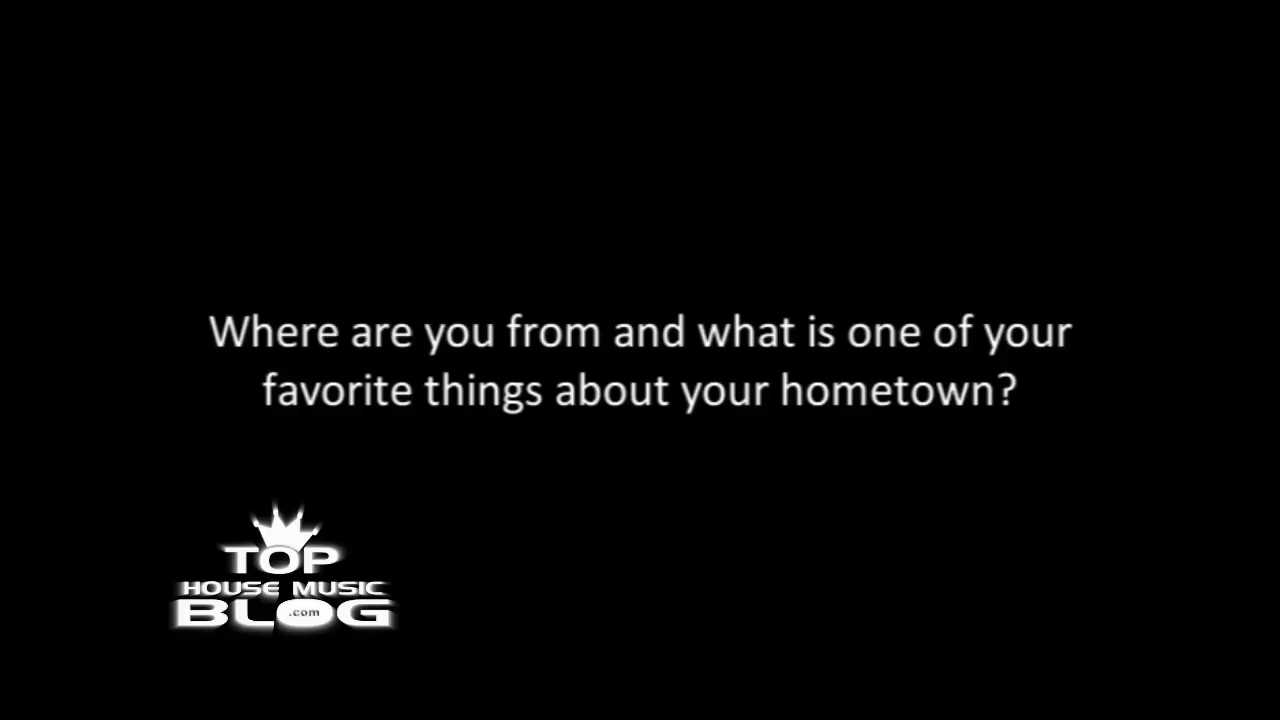 Where are you from and what is one of your
favorite things about your hometown?
TOP
HOUSE MUSIC
BLOG
.com